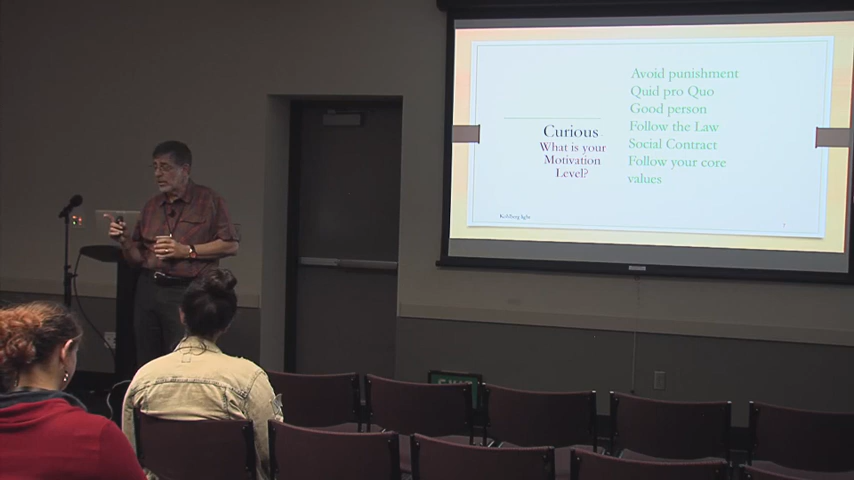 Avoid punishment
Quid pro Quo
Good person
Follow the Law
Social Contract
Follow your core
values
Curious
What is your
Motivation
Level?